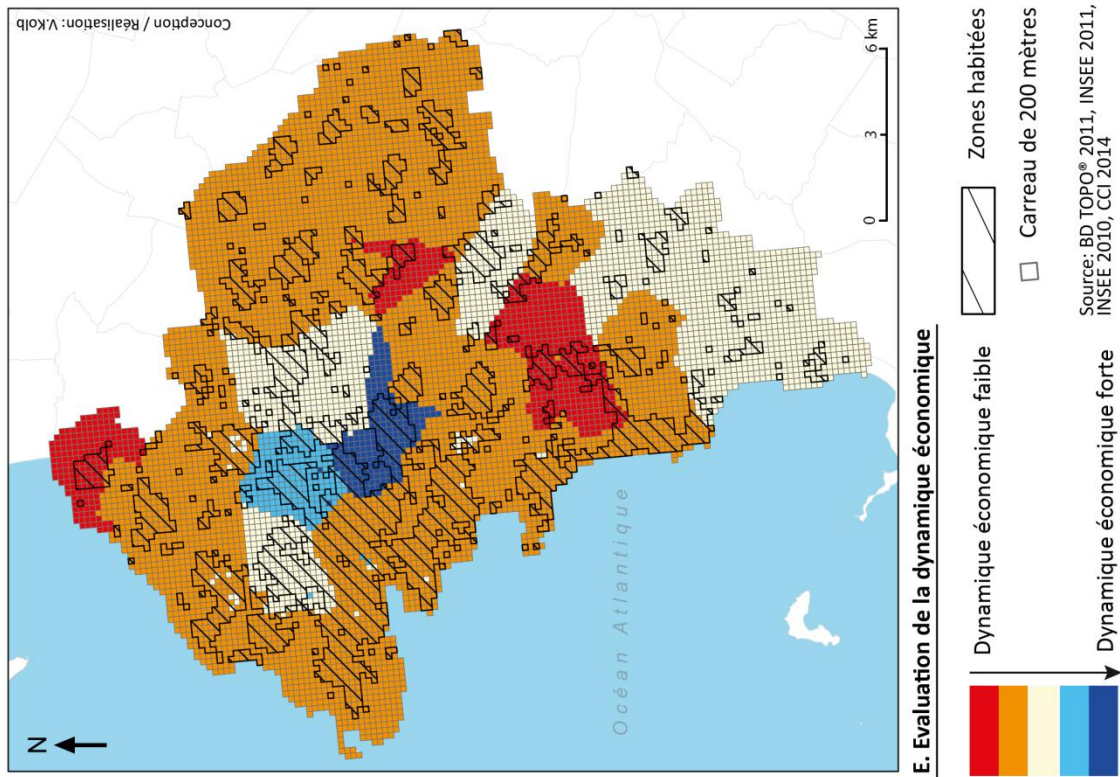 Conception / Réalisation: V.Kolb
N
Océan Atlantique
0 3 6 km
E. Evaluation de la dynamique économique
Dynamique économique faible
Dynamique économique forte
Zones habitées
Carreau de 200 mètres
Source: BD TOPO® 2011, INSEE 2011,
INSEE 2010, CCI 2014